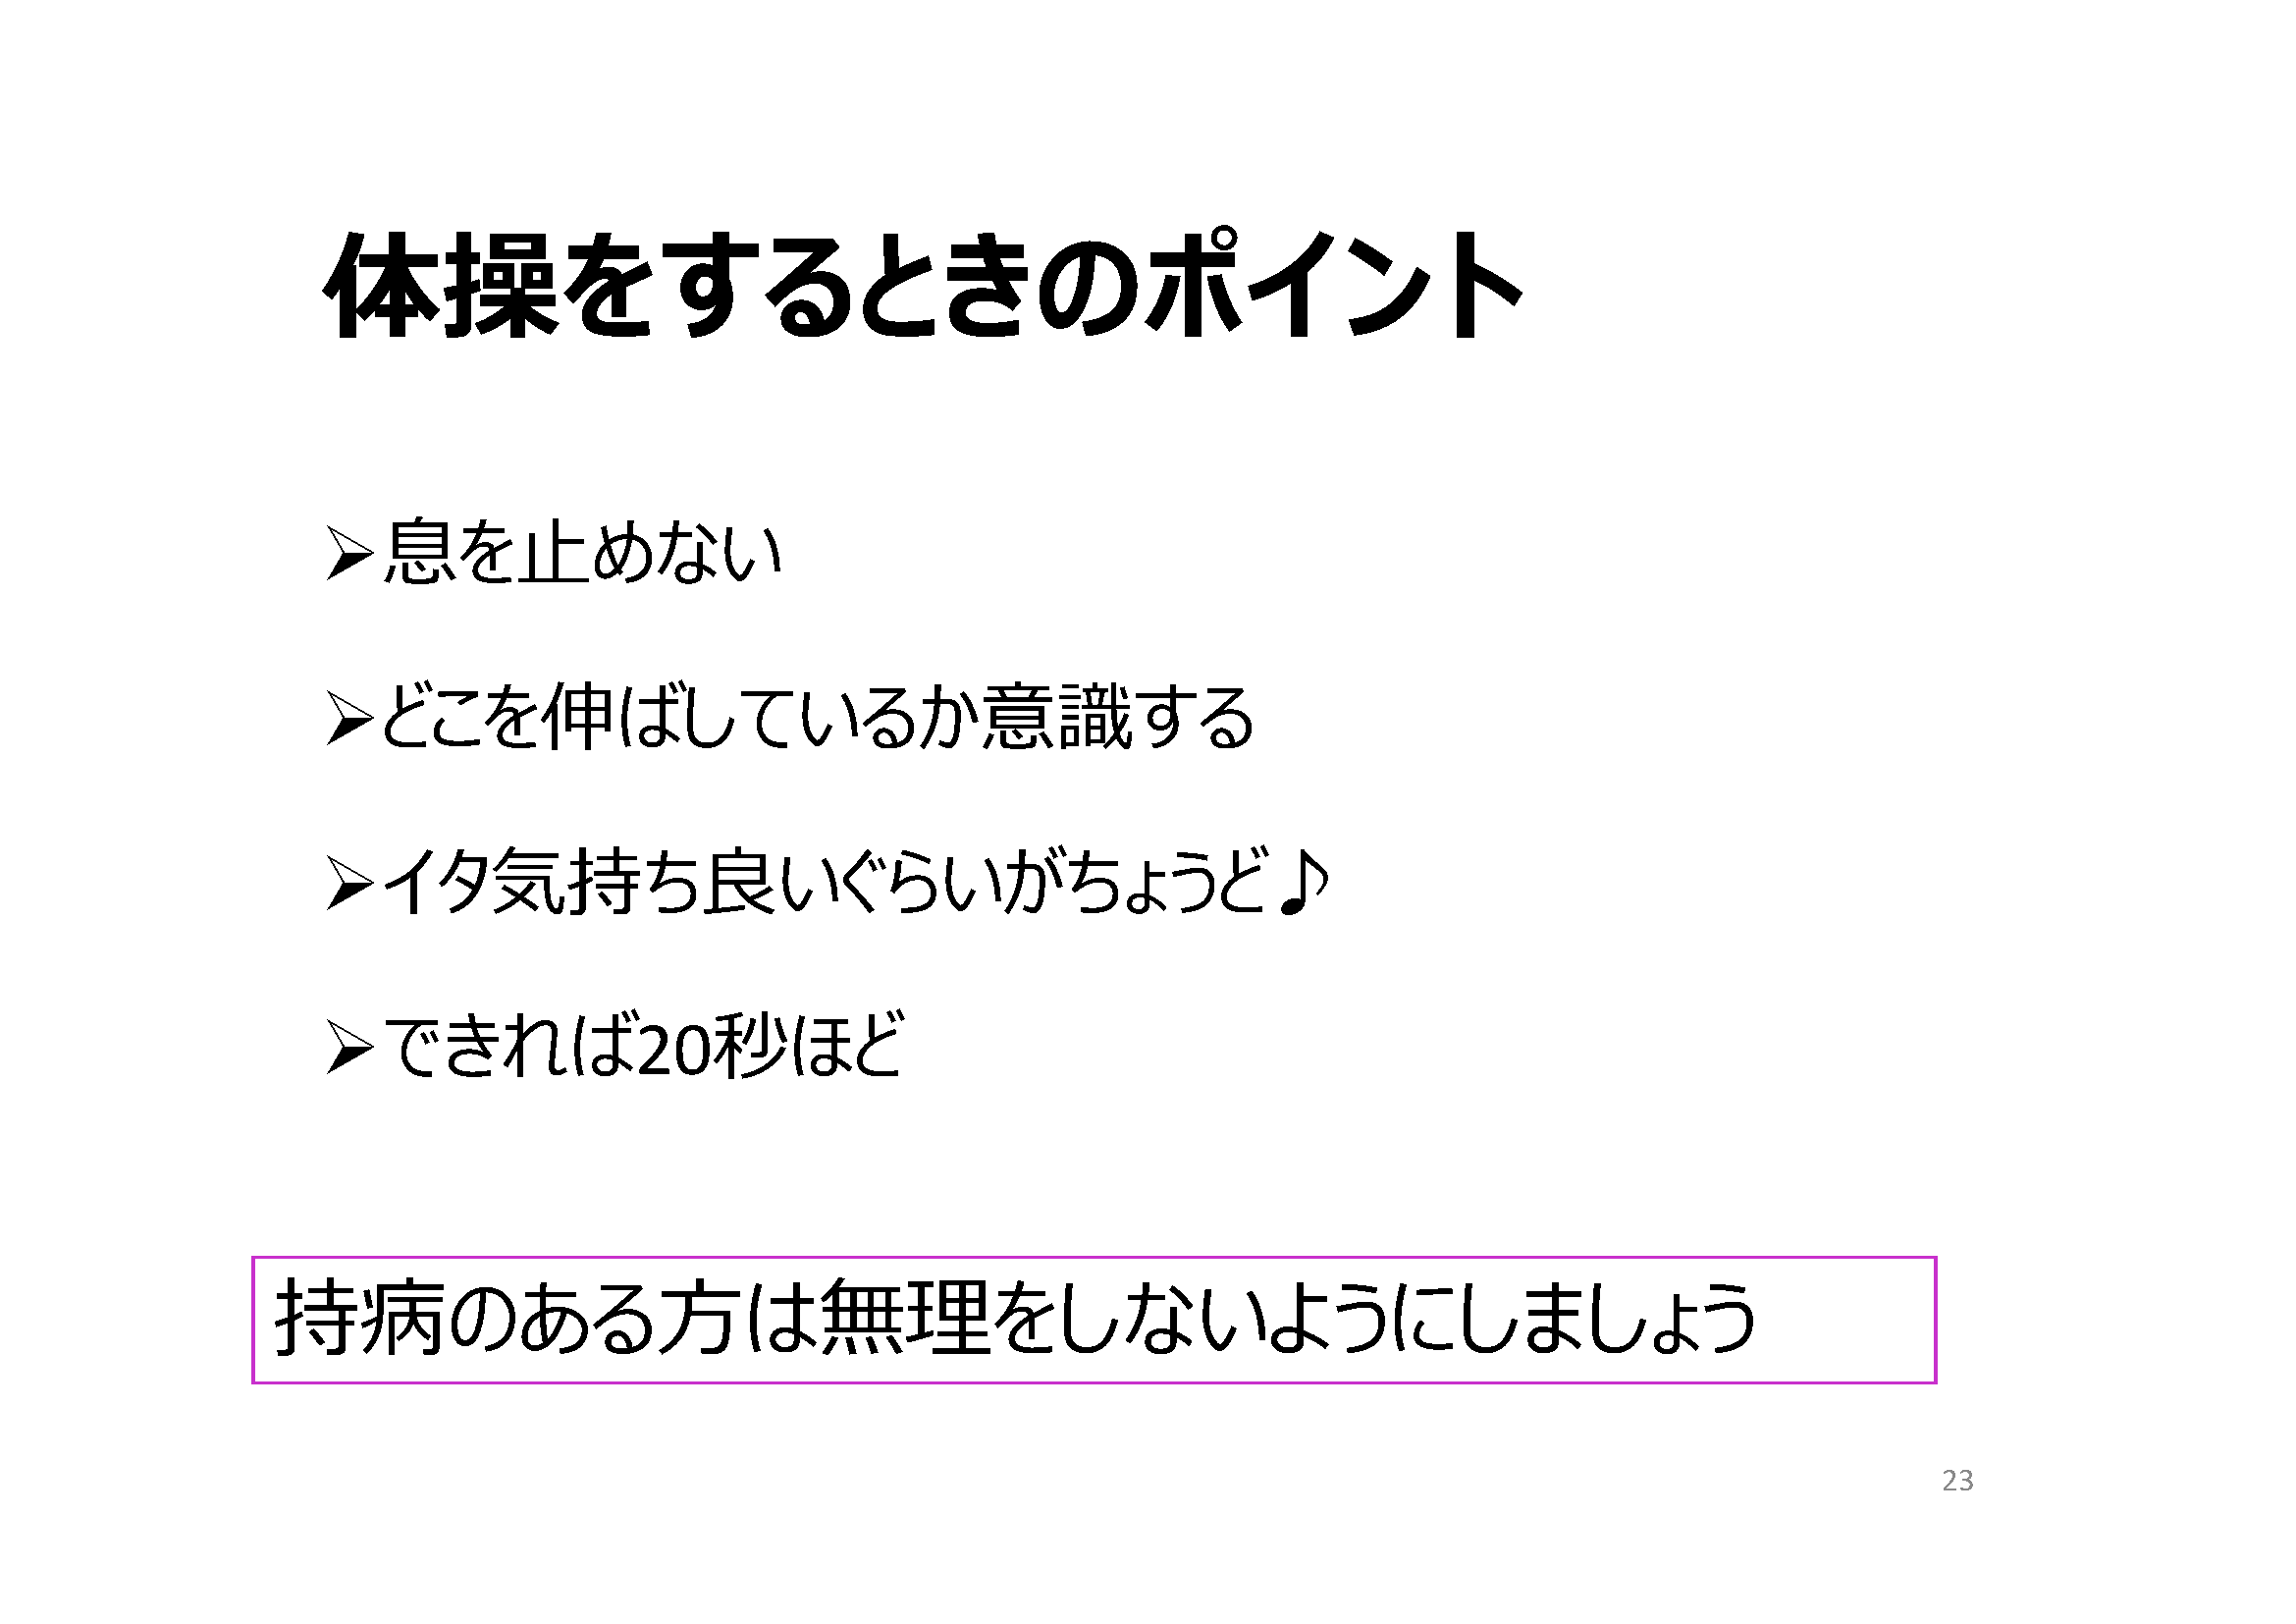 体操をするときのポイント
➢息を止めない
➢どこを伸ばしているか意識する
➢イタ気持ち良いぐらいがちょうど♪
➢できれば20秒ほど
持病のある方は無理をしないようにしましょう
23